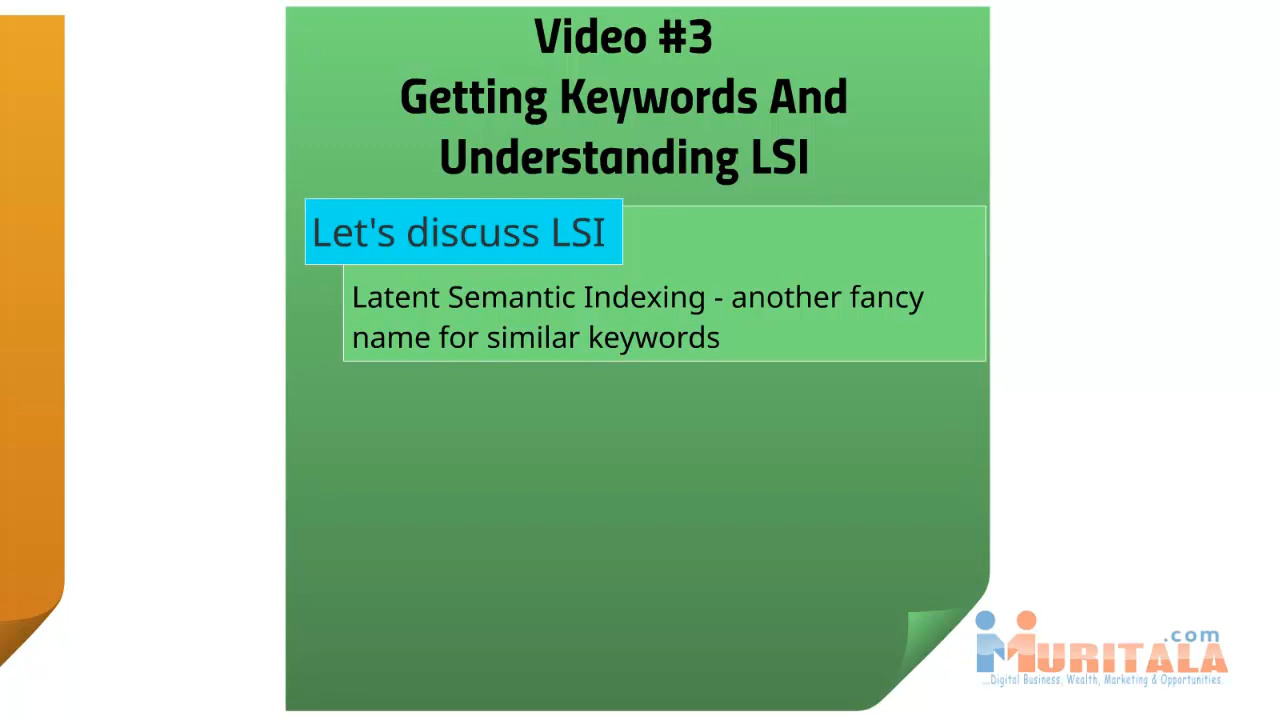 Video #3
Getting Keywords And
Understanding LSI
Let's discuss LSI
Latent Semantic Indexing - another fancy
name for similar keywords
.com
MURITALA
...Digital Business, Wealth, Marketing & Opportunities